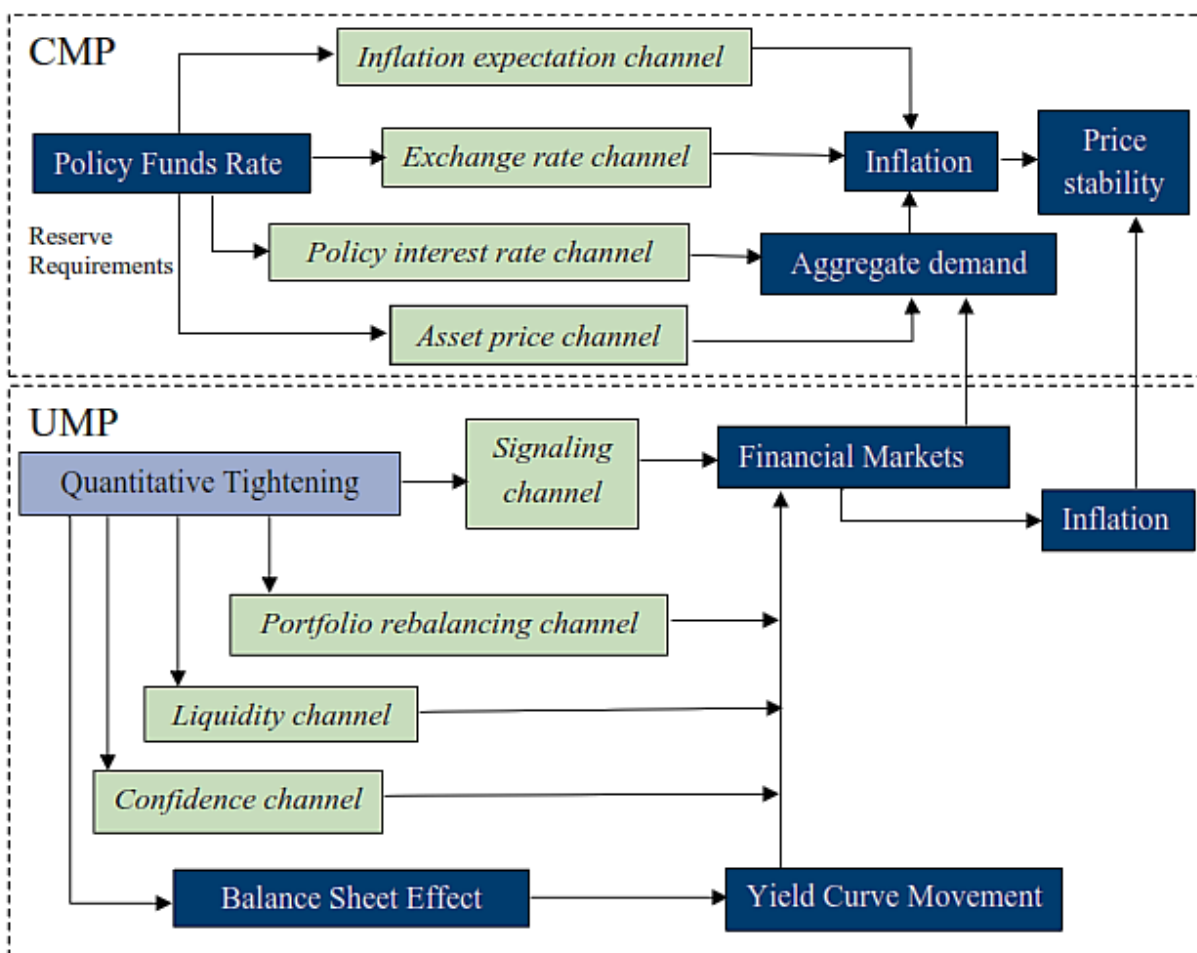 CMP
Inflation expectation channel
Policy Funds Rate
Exchange rate channel
Inflation
Price
stability
Reserve
Requirements
Policy interest rate channel
Aggregate demand
Asset price channel
UMP
Quantitative Tightening
Signaling
channel
Financial Markets
Inflation
Portfolio rebalancing channel
Liquidity channel
Confidence channel
Balance Sheet Effect
Yield Curve Movement